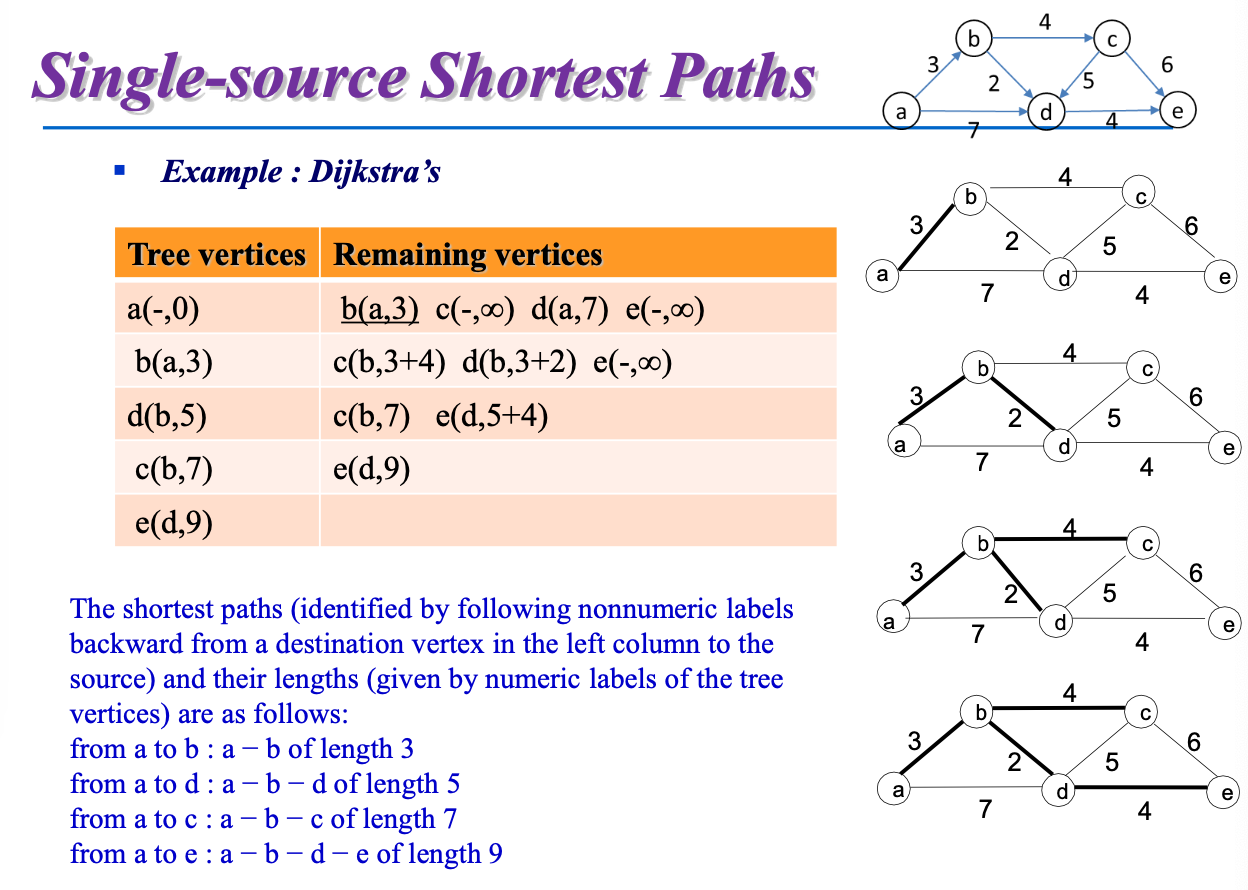 Single-source Shortest Paths
▪ Example : Dijkstra’s
Tree vertices Remaining vertices
a(-,0) b(a,3) c(-,∞) d(a,7) e(-,∞)
b(a,3) c(b,3+4) d(b,3+2) e(-,∞)
d(b,5) c(b,7) e(d,5+4)
c(b,7) e(d,9)
e(d,9)
The shortest paths (identified by following nonnumeric labels
backward from a destination vertex in the left column to the
source) and their lengths (given by numeric labels of the tree
vertices) are as follows:
from a to b : a − b of length 3
from a to d : a − b − d of length 5
from a to c : a − b − c of length 7
from a to e : a − b − d − e of length 9
4
b c
3 2 5 6
a d e
7 4
4
b c
3 2 5 6
a d e
7 4
4
b c
3 2 5 6
a d e
7 4
4
b c
3 2 5 6
a d e
7 4
4
b c
3 2 5 6
a d e
7 4